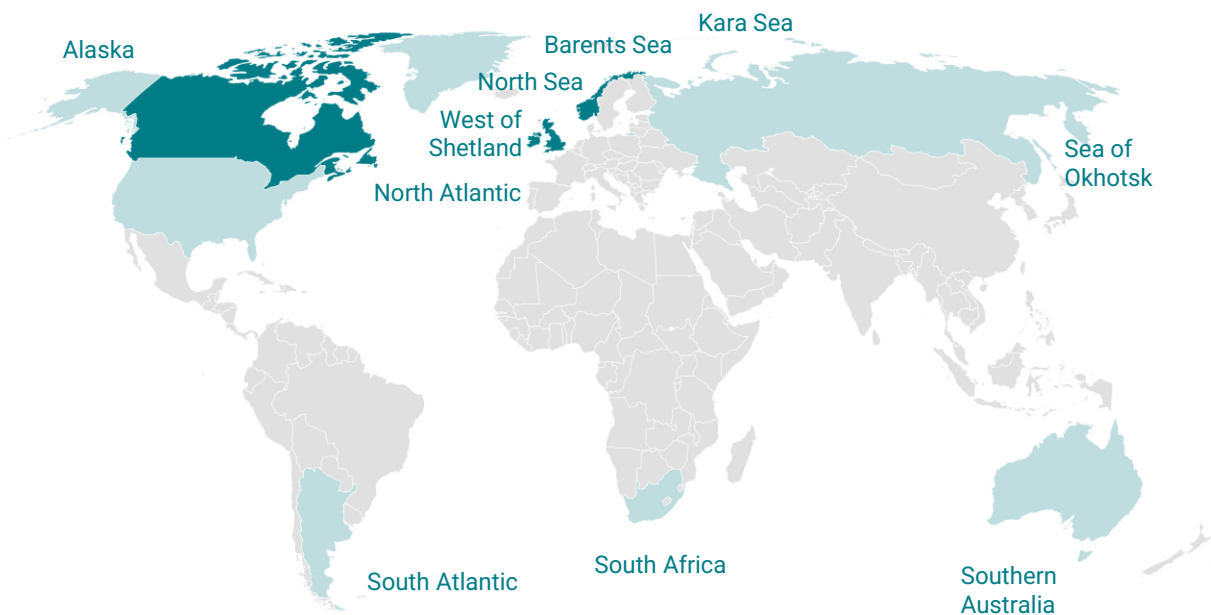 Kara Sea
Alaska
Barents Sea
North Sea
West of
Shetland
Sea of
Okhotsk
North Atlantic
South Africa
South Atlantic
Southern
Australia